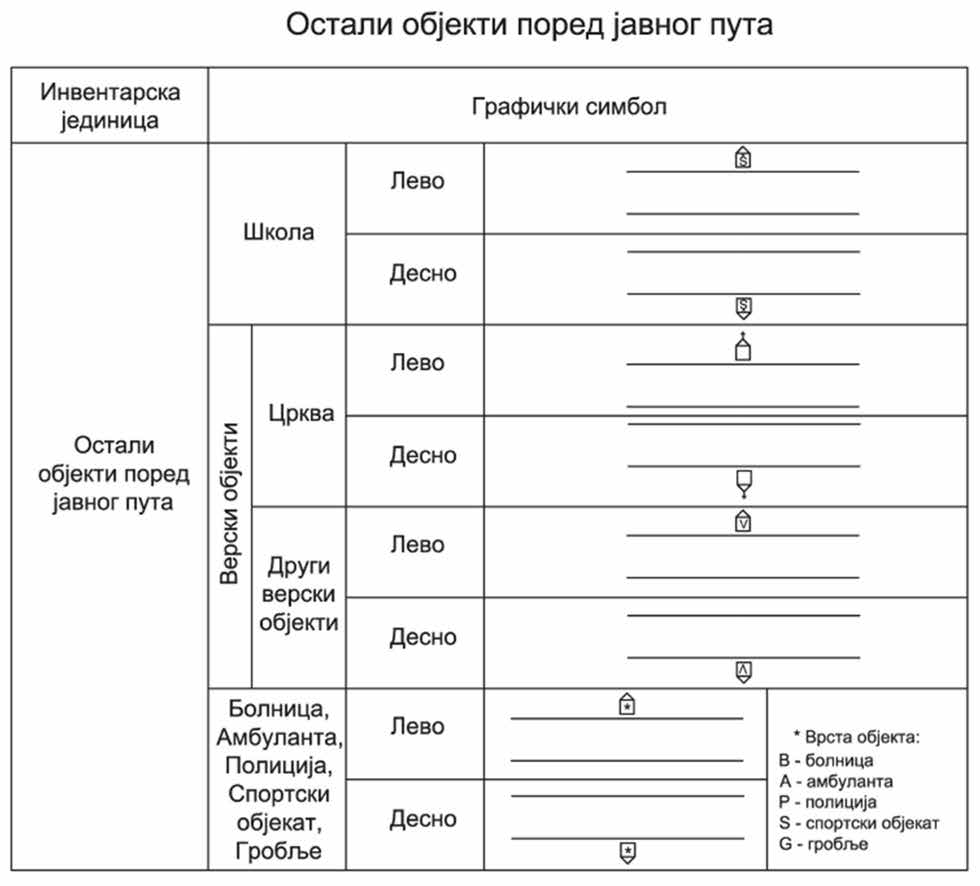 Остали објекти поред јавног пута
Инвентарска
јединица
Графички симбол
Остали
објекти поред
јавног пута
Школа
Лево
Š
Десно
Š
Верски објекти
Црква
Лево
Десно
Други
верски
објекти
Лево
V
Десно
V
Болница,
Амбуланта,
Полиција,
Спортски
објекат,
Гробље
Лево
*
Десно
*
* Врста објекта:
B - болница
A - амбуланта
P - полиција
S - спортски објекат
G - гробље